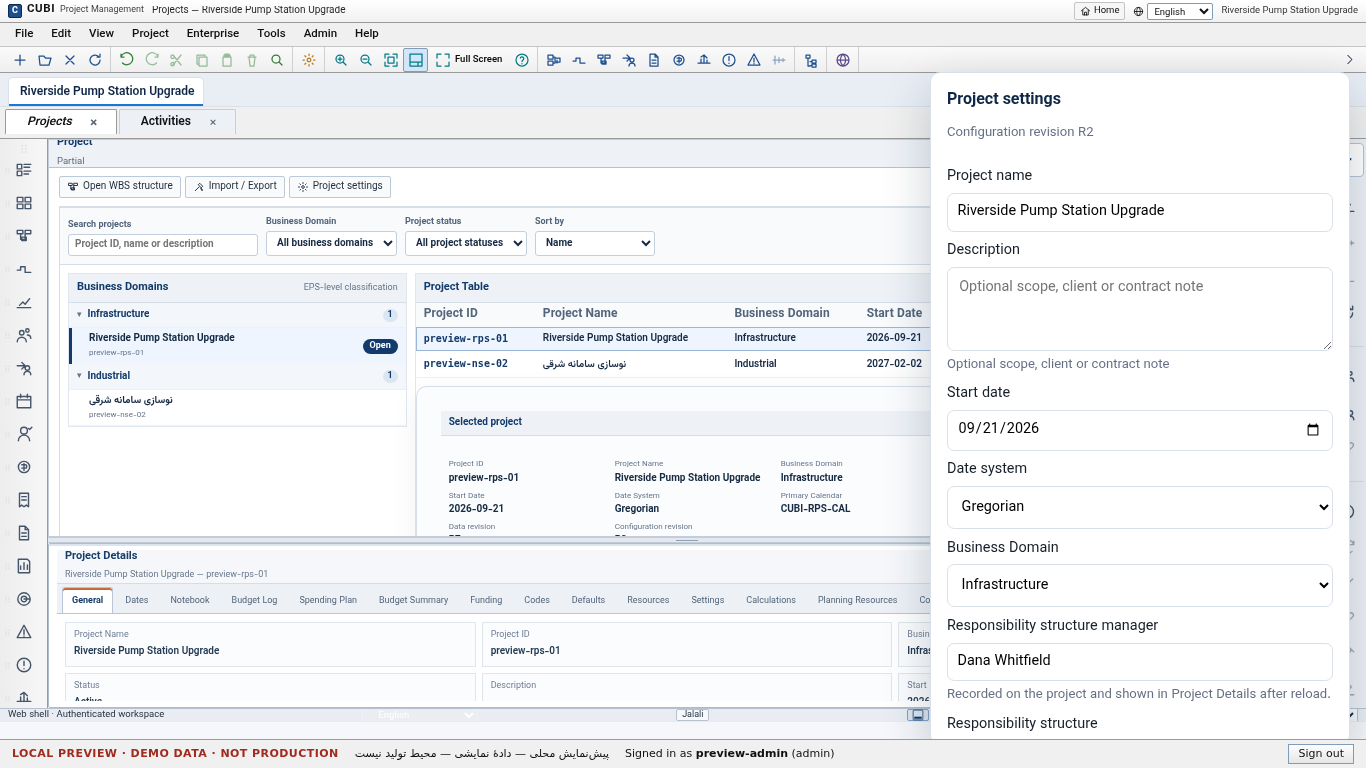 CUBI Project Management Projects — Riverside Pump Station Upgrade Home English Riverside Pump Station Upgrade
File Edit View Project Enterprise Tools Admin Help
Full Screen
Riverside Pump Station Upgrade
Projects × Activities ×
Project
Partial
Open WBS structure Import / Export Project settings
Search projects Business Domain Project status Sort by
Project ID, name or description All business domains All project statuses Name
Business Domains EPS-level classification
Infrastructure 1
Riverside Pump Station Upgrade
preview-rps-01 Open
Industrial 1
نوسازی سامانه شرقی
preview-nse-02
Project Table
Project ID Project Name Business Domain Start Date
preview-rps-01 Riverside Pump Station Upgrade Infrastructure 2026-09-21
preview-nse-02 نوسازی سامانه شرقی Industrial 2027-02-02
Selected project
Project ID Project Name Business Domain
preview-rps-01 Riverside Pump Station Upgrade Infrastructure
Start Date Date System Primary Calendar
2026-09-21 Gregorian CUBI-RPS-CAL
Data revision Configuration revision
Project Details
Riverside Pump Station Upgrade — preview-rps-01
General Dates Notebook Budget Log Spending Plan Budget Summary Funding Codes Defaults Resources Settings Calculations Planning Resources Co
Project Name Project ID Busin
Riverside Pump Station Upgrade preview-rps-01 Infras
Status Description Start
Active 2026
Web shell · Authenticated workspace English Jalali
Project settings
Configuration revision R2
Project name
Riverside Pump Station Upgrade
Description
Optional scope, client or contract note
Optional scope, client or contract note
Start date
09/21/2026
Date system
Gregorian
Business Domain
Infrastructure
Responsibility structure manager
Dana Whitfield
Recorded on the project and shown in Project Details after reload.
Responsibility structure
LOCAL PREVIEW · DEMO DATA · NOT PRODUCTION پیش‌نمایش محلی — دادهٔ نمایشی — محیط تولید نیست Signed in as preview-admin (admin) Sign out